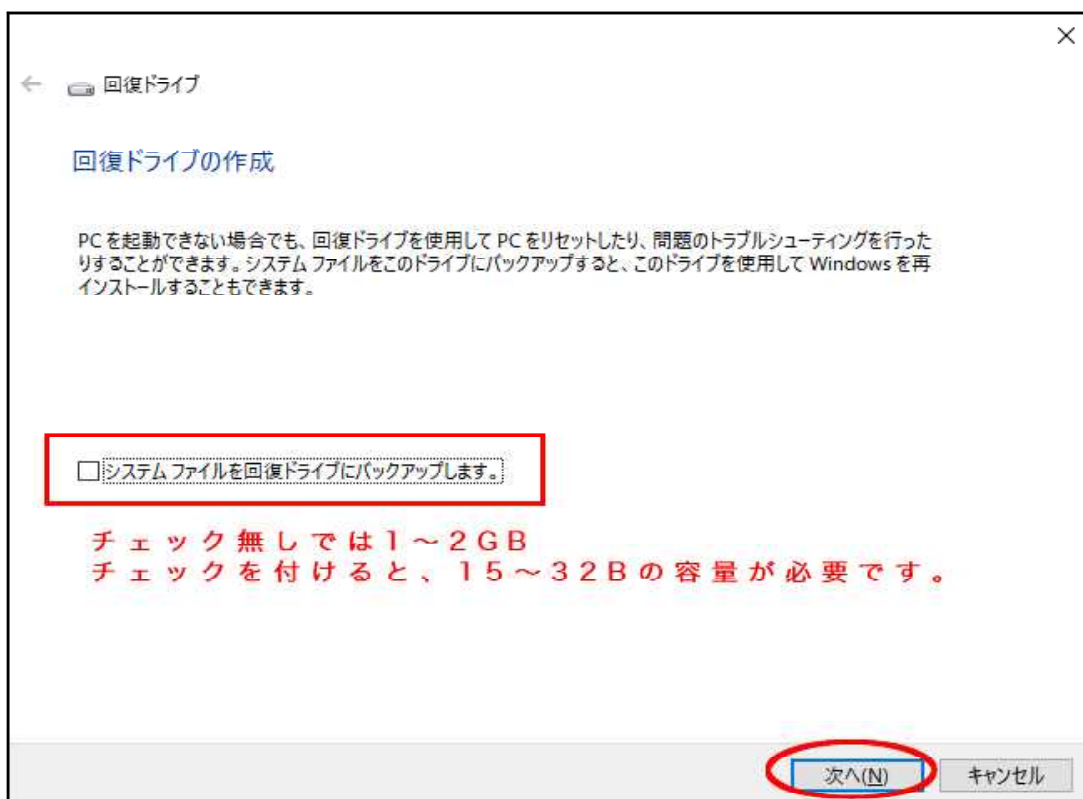 回復ドライブ
回復ドライブの作成
PC を起動できない場合でも、回復ドライブを使用して PC をリセットしたり、問題のトラブルシューティングを行った
りすることができます。システム ファイルをこのドライブにバックアップすると、このドライブを使用して Windows を再
インストールすることもできます。
システム ファイルを回復ドライブにバックアップします。
チェック無しでは1～2GB
チェックを付けると、15～32Bの容量が必要です。
次へ(N) キャンセル